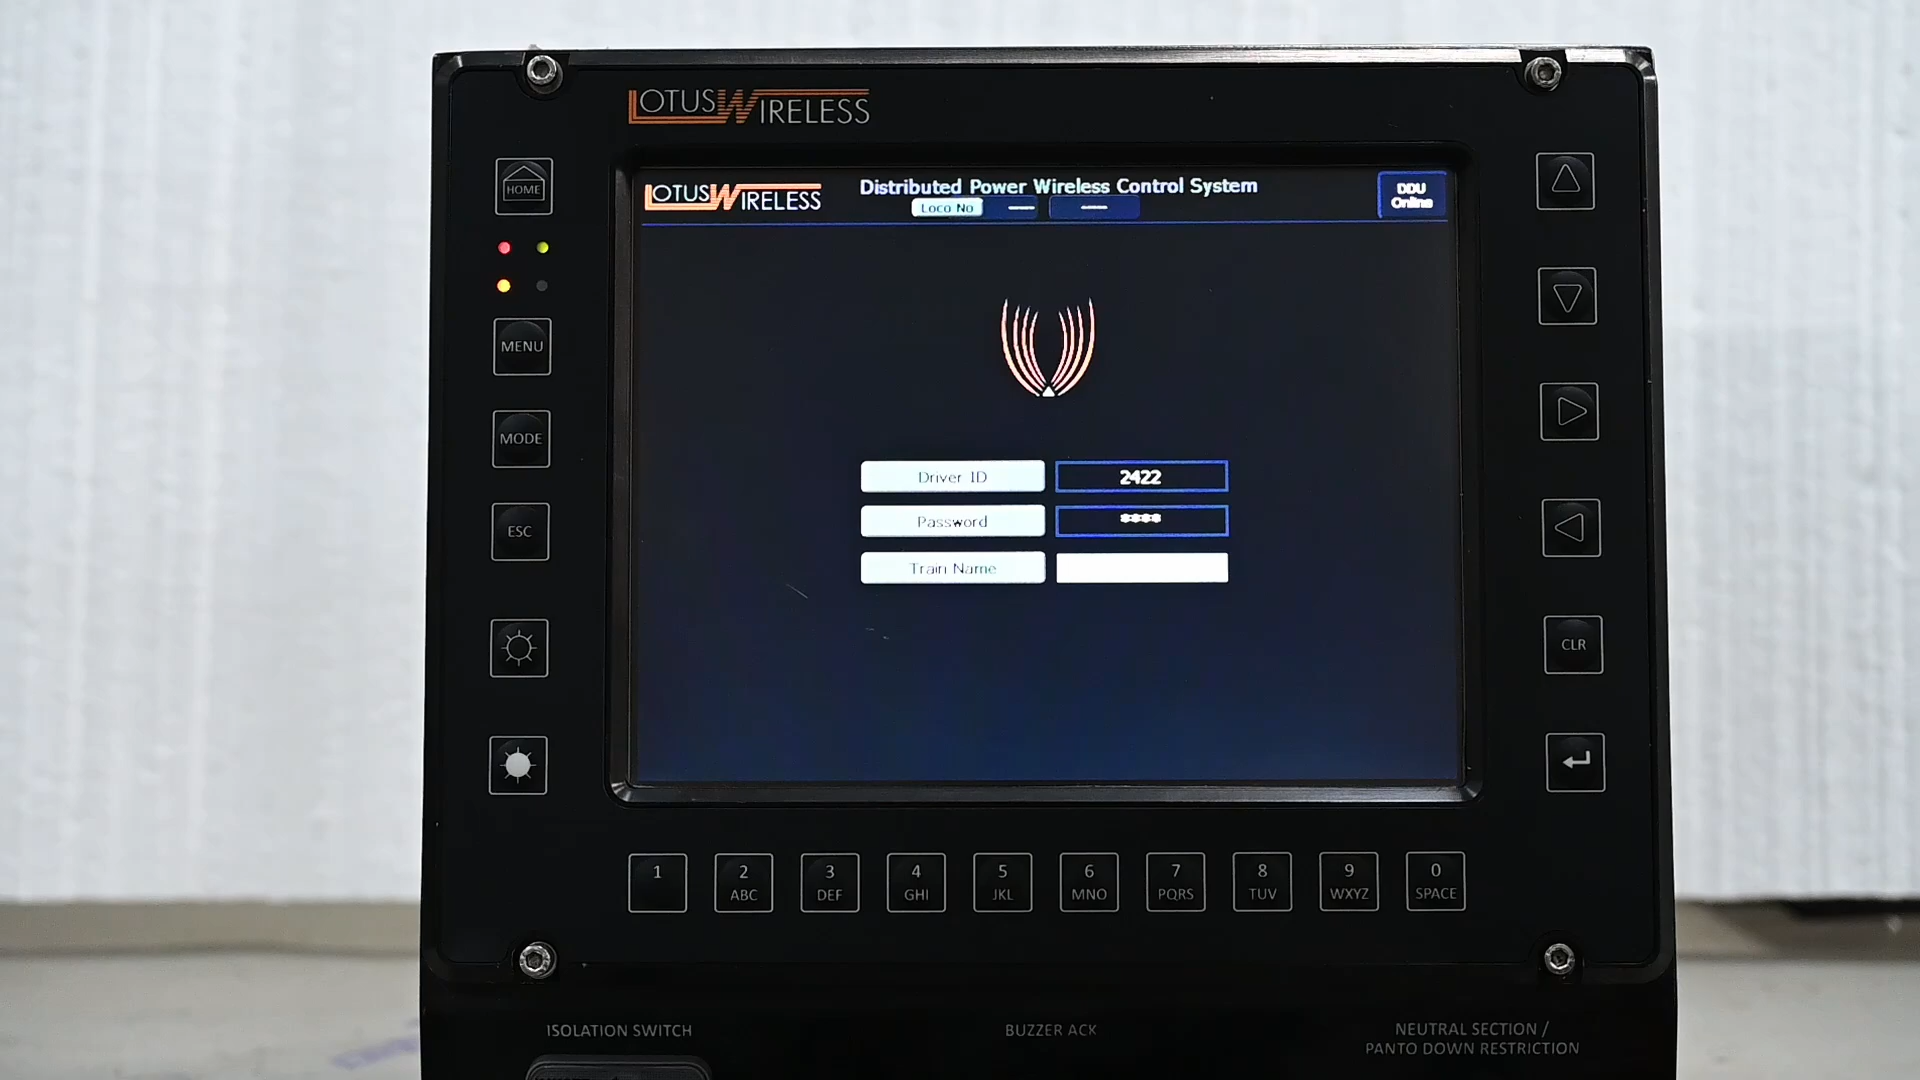 LOTUSWIRELESS
LOTUSWIRELESS
Distributed Power Wireless Control System
Loco No ---- ----
DDU
Online
HOME
MENU
MODE
ESC
Driver ID 2422
Password ****
Train Name
CLR
1
2 ABC
3 DEF
4 GHI
5 JKL
6 MNO
7 PQRS
8 TUV
9 WXYZ
0 SPACE
ISOLATION SWITCH
BUZZER ACK
NEUTRAL SECTION /
PANTO DOWN RESTRICTION